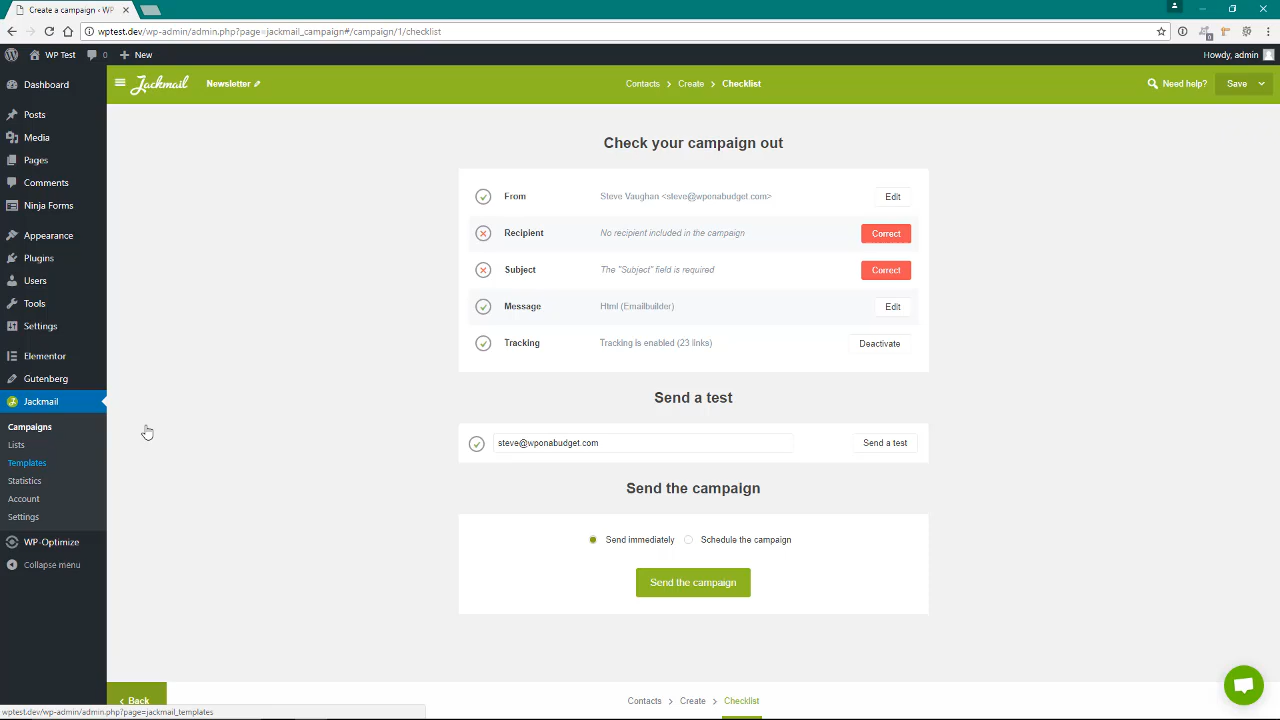 Create a campaign ‹ WP
wptest.dev/wp-admin/admin.php?page=jackmail_campaign#/campaign/1/checklist
WP Test
0
New
Howdy, admin
Dashboard
Posts
Media
Pages
Comments
Ninja Forms
Appearance
Plugins
Users
Tools
Settings
Elementor
Gutenberg
Jackmail
Campaigns
Lists
Templates
Statistics
Account
Settings
WP-Optimize
Collapse menu
Jackmail
Newsletter
Contacts > Create > Checklist
Need help?
Save
Check your campaign out
From Steve Vaughan <steve@wponabudget.com> Edit
Recipient No recipient included in the campaign Correct
Subject The "Subject" field is required Correct
Message Html (Emailbuilder) Edit
Tracking Tracking is enabled (23 links) Deactivate
Send a test
steve@wponabudget.com Send a test
Send the campaign
Send immediately Schedule the campaign
Send the campaign
< Back
Contacts > Create > Checklist
wptest.dev/wp-admin/admin.php?page=jackmail_templates